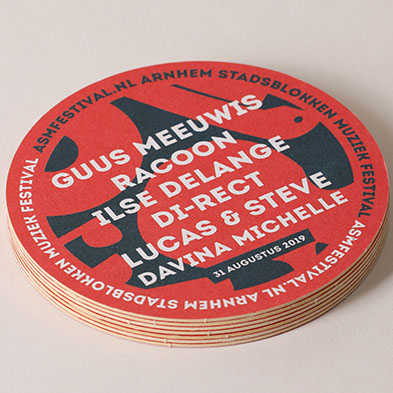 ASMFESTIVAL.NL ARNHEM STADSBLOKKEN MUZIEK FESTIVAL ASMFESTIVAL.NL ARNHEM STADSBLOKKEN MUZIEK FESTIVAL
GUUS MEEUWIS
RACOON
ILSE DELANGE
DI-RECT
LUCAS & STEVE
DAVINA MICHELLE
31 AUGUSTUS 2019